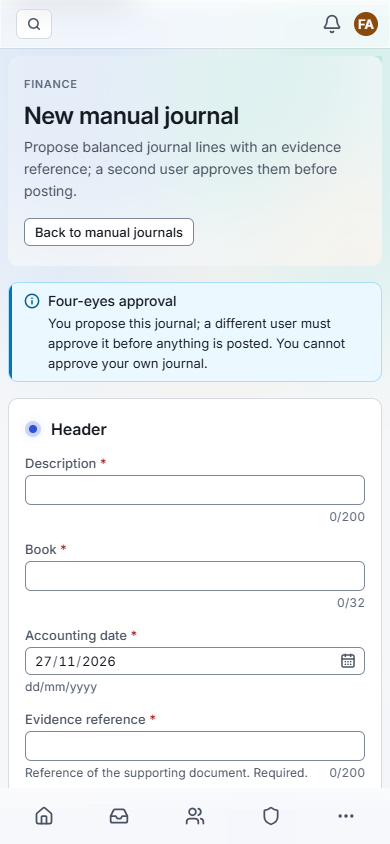 FA
FINANCE
New manual journal
Propose balanced journal lines with an evidence
reference; a second user approves them before
posting.
Back to manual journals
Four-eyes approval
You propose this journal; a different user must
approve it before anything is posted. You cannot
approve your own journal.
Header
Description *
0/200
Book *
0/32
Accounting date *
27/11/2026
dd/mm/yyyy
Evidence reference *
Reference of the supporting document. Required. 0/200